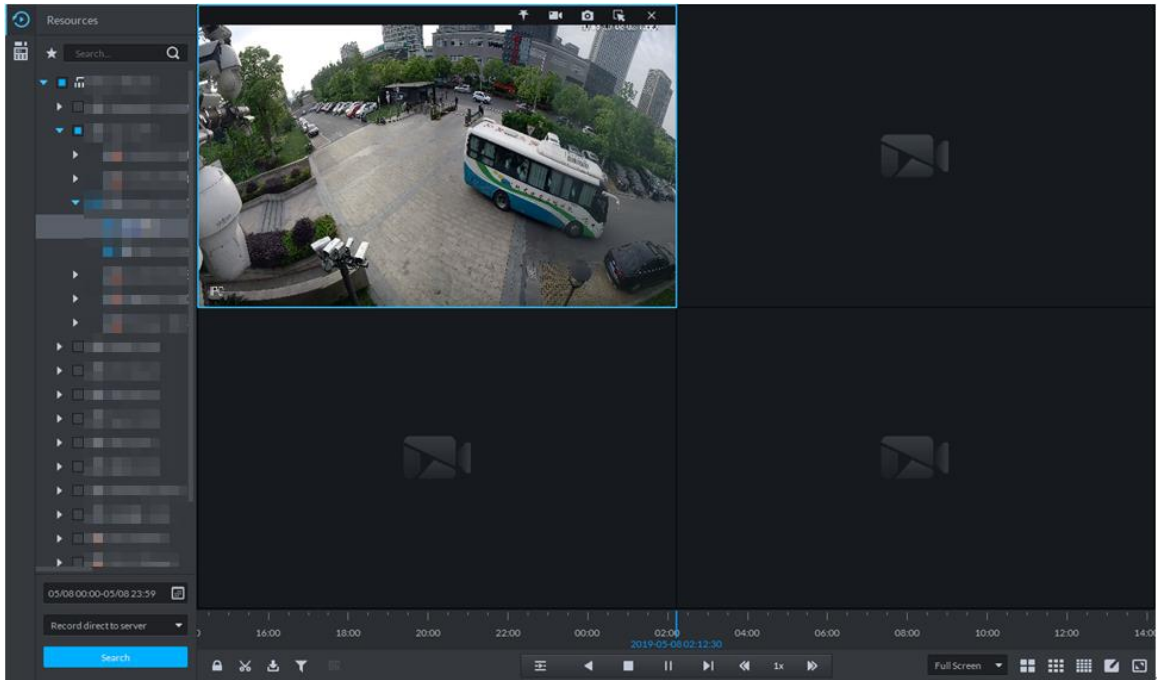 Resources
Search...
05/08 00:00-05/08 23:59
Record direct to server
Search
IPC
16:00 18:00 20:00 22:00 00:00 02:00 04:00 06:00 08:00 10:00 12:00 14:00
2019-05-08 02:12:30
1x
Full Screen